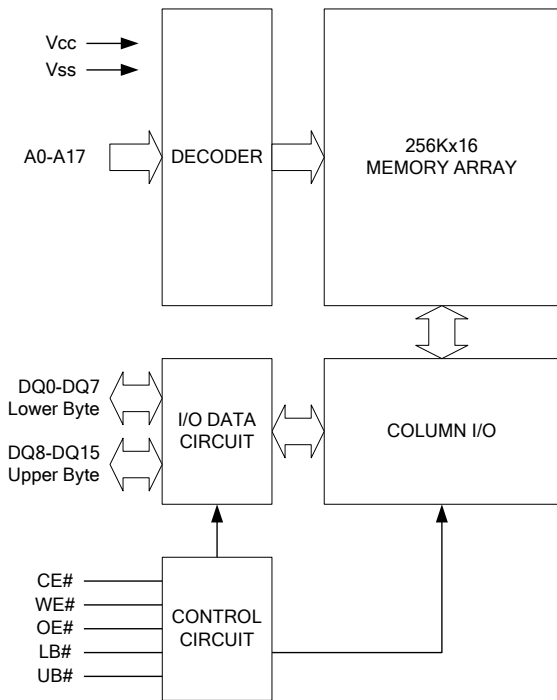 Vcc
Vss
A0-A17
DECODER
256Kx16
MEMORY ARRAY
DQ0-DQ7
Lower Byte
DQ8-DQ15
Upper Byte
I/O DATA
CIRCUIT
COLUMN I/O
CE#
WE#
OE#
LB#
UB#
CONTROL
CIRCUIT